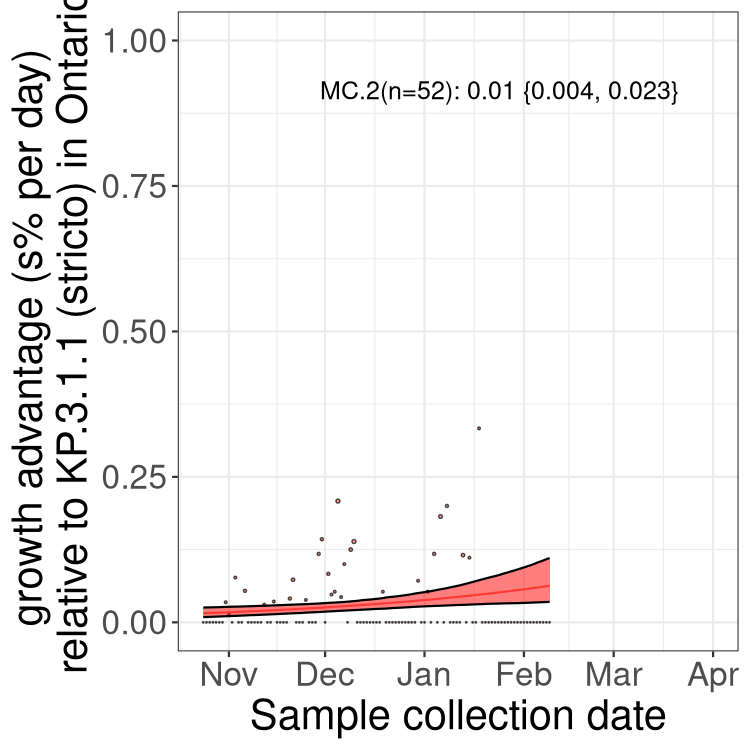 growth advantage (s% per day)
relative to KP.3.1.1 (stricto) in Ontario
1.00
0.75
0.50
0.25
0.00
MC.2(n=52): 0.01 {0.004, 0.023}
Nov Dec Jan Feb Mar Apr
Sample collection date